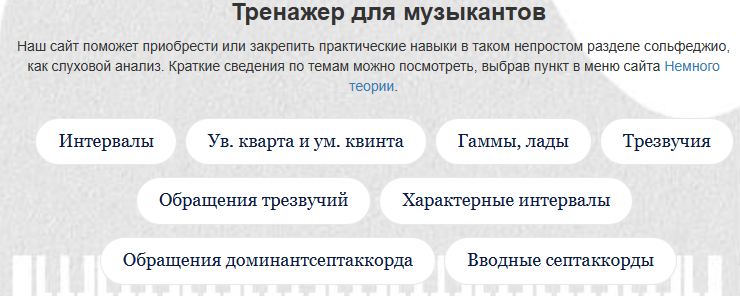 Тренажер для музыкантов
Наш сайт поможет приобрести или закрепить практические навыки в таком непростом разделе сольфеджио,
как слуховой анализ. Краткие сведения по темам можно посмотреть, выбрав пункт в меню сайта Немного
теории.
Интервалы Ув. кварта и ум. квинта Гаммы, лады Трезвучия
Обращения трезвучий Характерные интервалы
Обращения доминантсептаккорда Вводные септаккорды